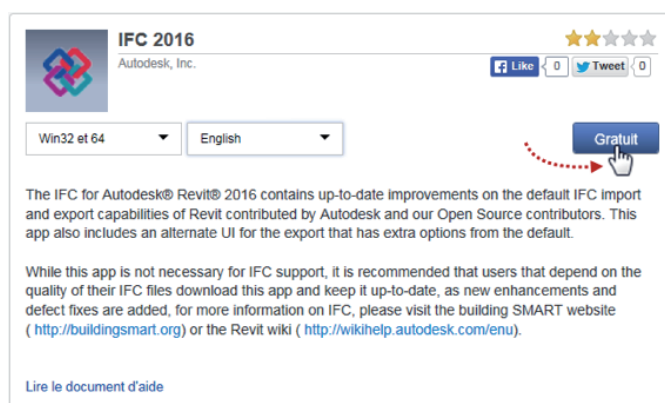 IFC 2016
Autodesk, Inc.
Like 0 Tweet 0
Win32 et 64 English Gratuit
The IFC for Autodesk® Revit® 2016 contains up-to-date improvements on the default IFC import
and export capabilities of Revit contributed by Autodesk and our Open Source contributors. This
app also includes an alternate UI for the export that has extra options from the default.
While this app is not necessary for IFC support, it is recommended that users that depend on the
quality of their IFC files download this app and keep it up-to-date, as new enhancements and
defect fixes are added, for more information on IFC, please visit the building SMART website
( http://buildingsmart.org) or the Revit wiki ( http://wikihelp.autodesk.com/enu).
Lire le document d'aide